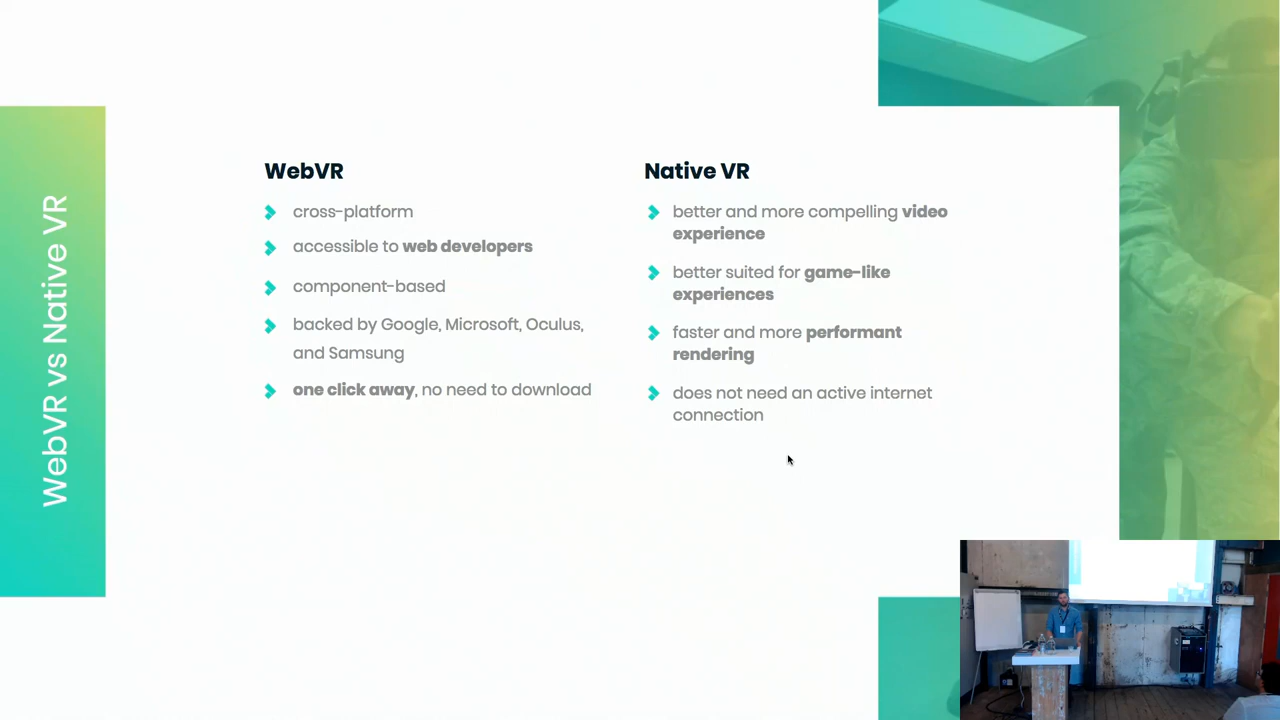 WebVR vs Native VR
WebVR
cross-platform
accessible to web developers
component-based
backed by Google, Microsoft, Oculus,
and Samsung
one click away, no need to download
Native VR
better and more compelling video
experience
better suited for game-like
experiences
faster and more performant
rendering
does not need an active internet
connection